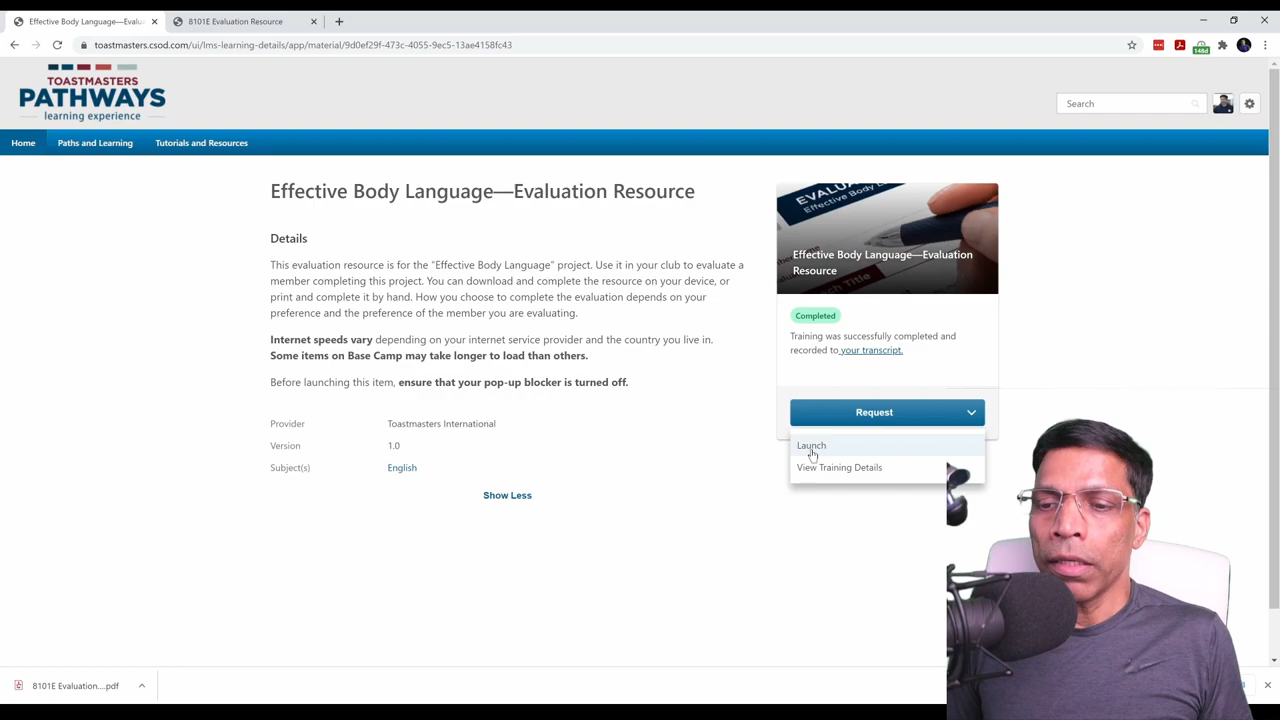 Effective Body Language—Evalua
8101E Evaluation Resource
toastmasters.csod.com/ui/lms-learning-details/app/material/9d0ef29f-473c-4055-9ec5-13ae4158fc43
148d
TOASTMASTERS
PATHWAYS
learning experience
Search
Home
Paths and Learning
Tutorials and Resources
Effective Body Language—Evaluation Resource
Details
This evaluation resource is for the “Effective Body Language” project. Use it in your club to evaluate a
member completing this project. You can download and complete the resource on your device, or
print and complete it by hand. How you choose to complete the evaluation depends on your
preference and the preference of the member you are evaluating.
Internet speeds vary depending on your internet service provider and the country you live in.
Some items on Base Camp may take longer to load than others.
Before launching this item, ensure that your pop-up blocker is turned off.
Provider
Toastmasters International
Version
1.0
Subject(s)
English
Show Less
EVALUA
Effective Body L
Title
Effective Body Language—Evaluation
Resource
Completed
Training was successfully completed and
recorded to your transcript.
Request
Launch
View Training Details
8101E Evaluation....pdf